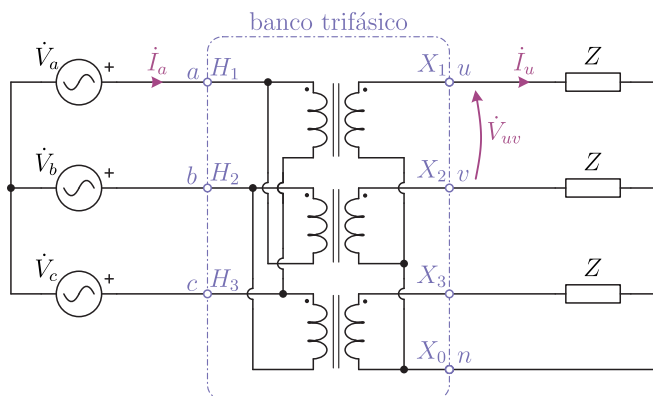 banco trifásico
V̇a + İa a H1 X1 u İu Z
V̇uv
V̇b + b H2 X2 v Z
V̇c + c H3 X3 Z
X0 n